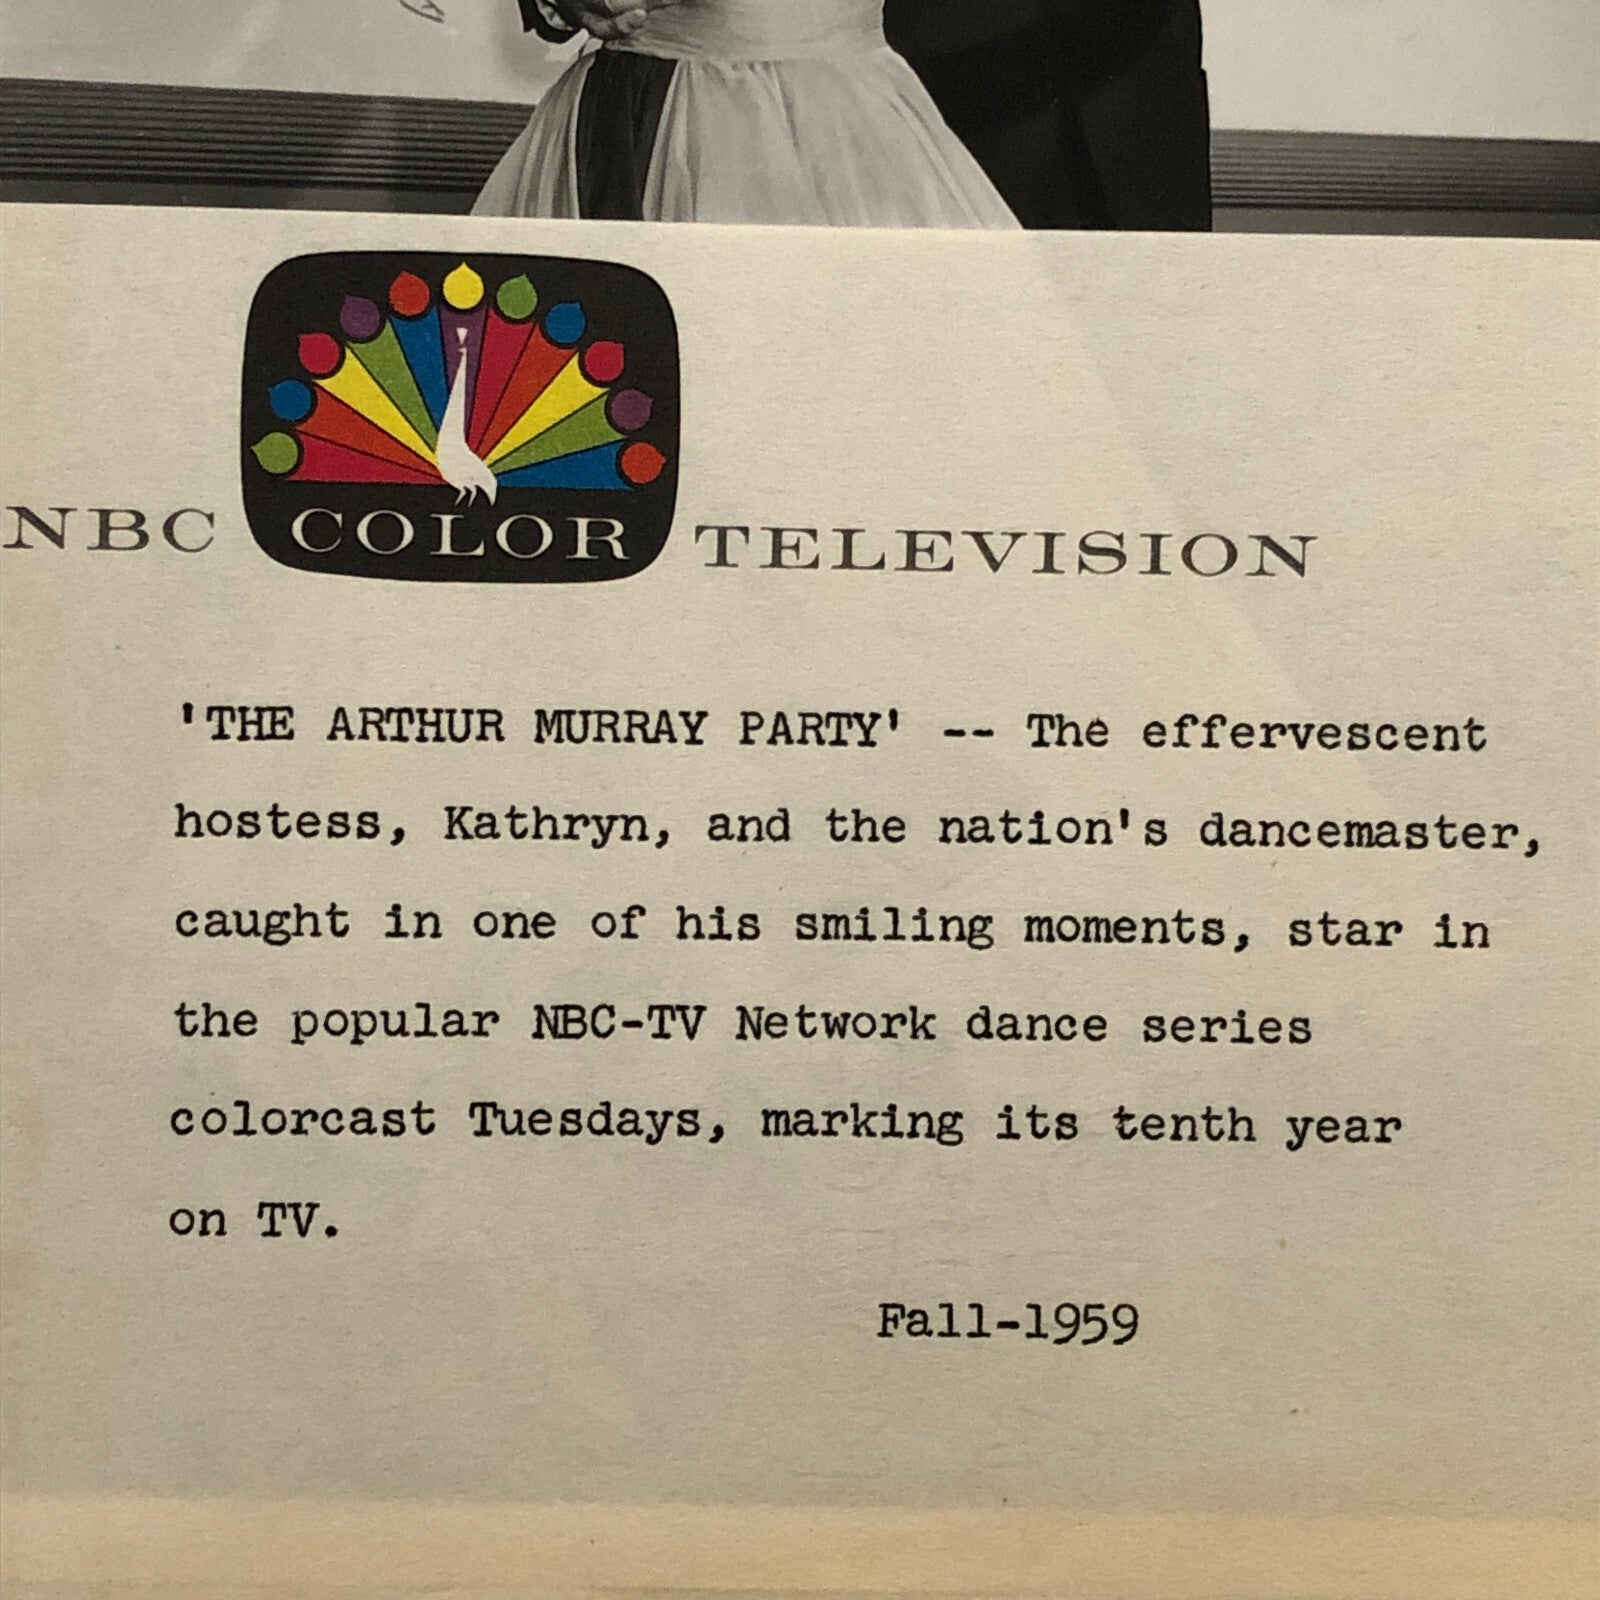 NBC COLOR TELEVISION
'THE ARTHUR MURRAY PARTY' -- The effervescent
hostess, Kathryn, and the nation's dancemaster,
caught in one of his smiling moments, star in
the popular NBC-TV Network dance series
colorcast Tuesdays, marking its tenth year
on TV.
Fall-1959